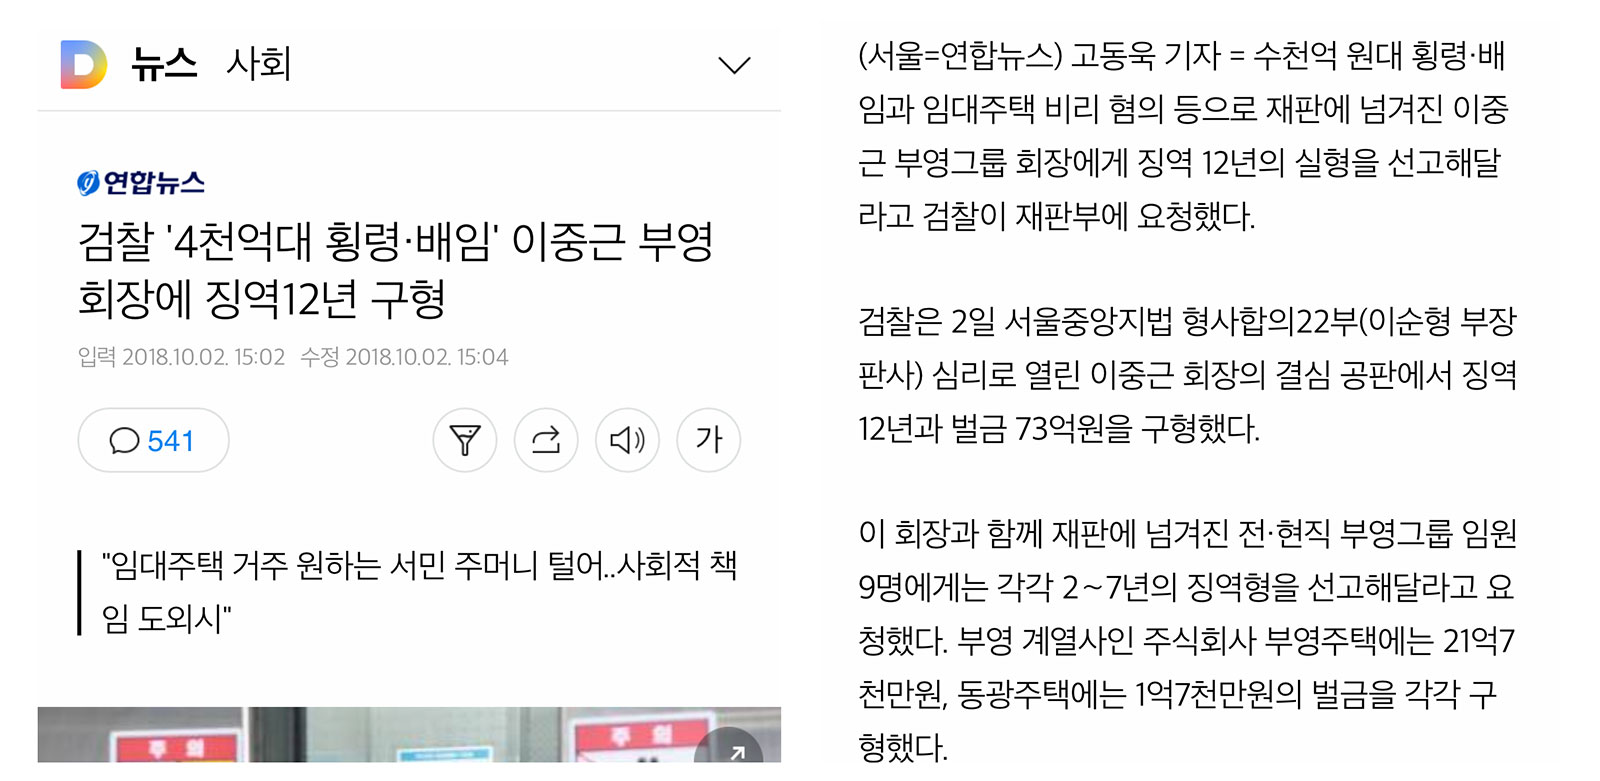 뉴스 사회
연합뉴스
검찰 '4천억대 횡령·배임' 이중근 부영
회장에 징역12년 구형
입력 2018.10.02. 15:02 수정 2018.10.02. 15:04
541
가
"임대주택 거주 원하는 서민 주머니 털어..사회적 책
임 도외시"
주 의
주 의
(서울=연합뉴스) 고동욱 기자 = 수천억 원대 횡령·배
임과 임대주택 비리 혐의 등으로 재판에 넘겨진 이중
근 부영그룹 회장에게 징역 12년의 실형을 선고해달
라고 검찰이 재판부에 요청했다.
검찰은 2일 서울중앙지법 형사합의22부(이순형 부장
판사) 심리로 열린 이중근 회장의 결심 공판에서 징역
12년과 벌금 73억원을 구형했다.
이 회장과 함께 재판에 넘겨진 전·현직 부영그룹 임원
9명에게는 각각 2～7년의 징역형을 선고해달라고 요
청했다. 부영 계열사인 주식회사 부영주택에는 21억7
천만원, 동광주택에는 1억7천만원의 벌금을 각각 구
형했다.